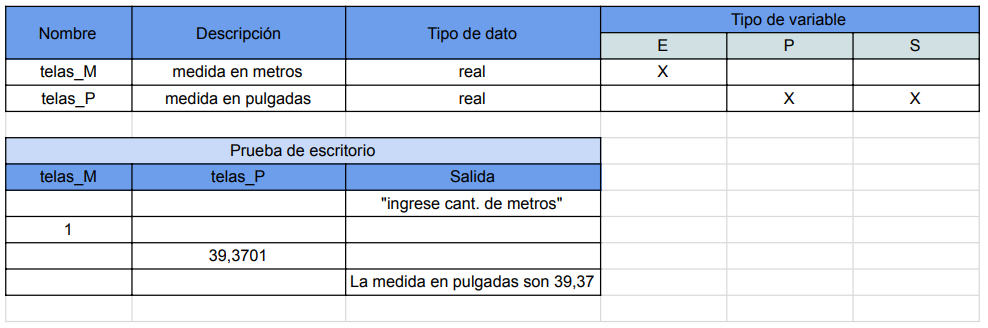 Nombre Descripción Tipo de dato Tipo de variable
E P S
telas_M medida en metros real X
telas_P medida en pulgadas real X X
Prueba de escritorio
telas_M telas_P Salida
"ingrese cant. de metros"
1
39,3701
La medida en pulgadas son 39,37